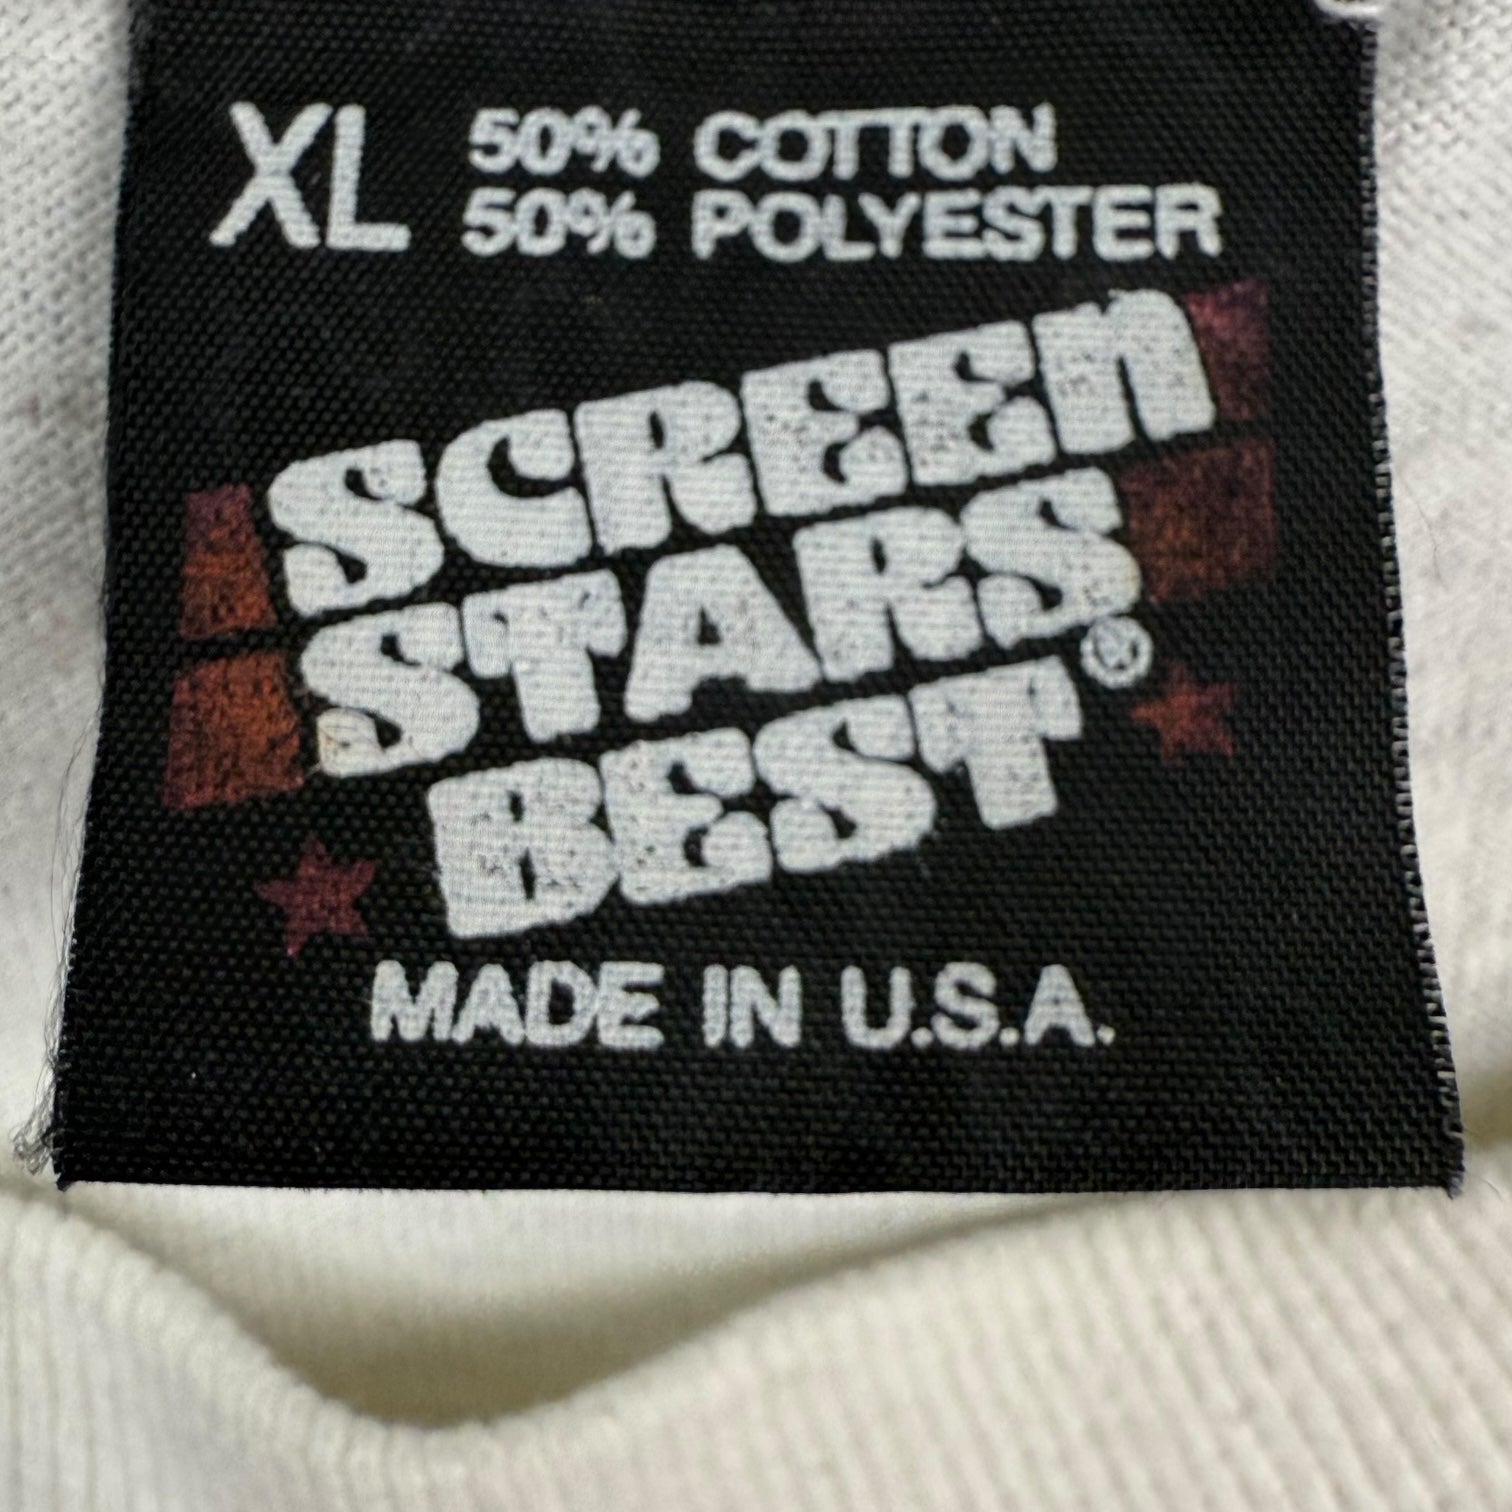 XL 50% COTTON
50% POLYESTER
SCREEn
STARS
BEST®
MADE IN U.S.A.